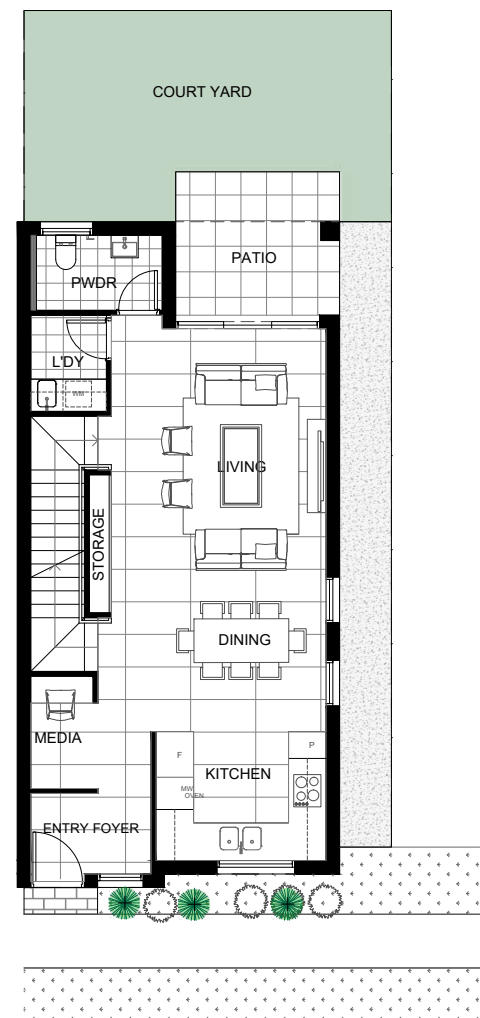 COURT YARD
PATIO
PWDR
L'DY
WM
LIVING
STORAGE
DINING
MEDIA
F
P
KITCHEN
MW
OVEN
ENTRY FOYER